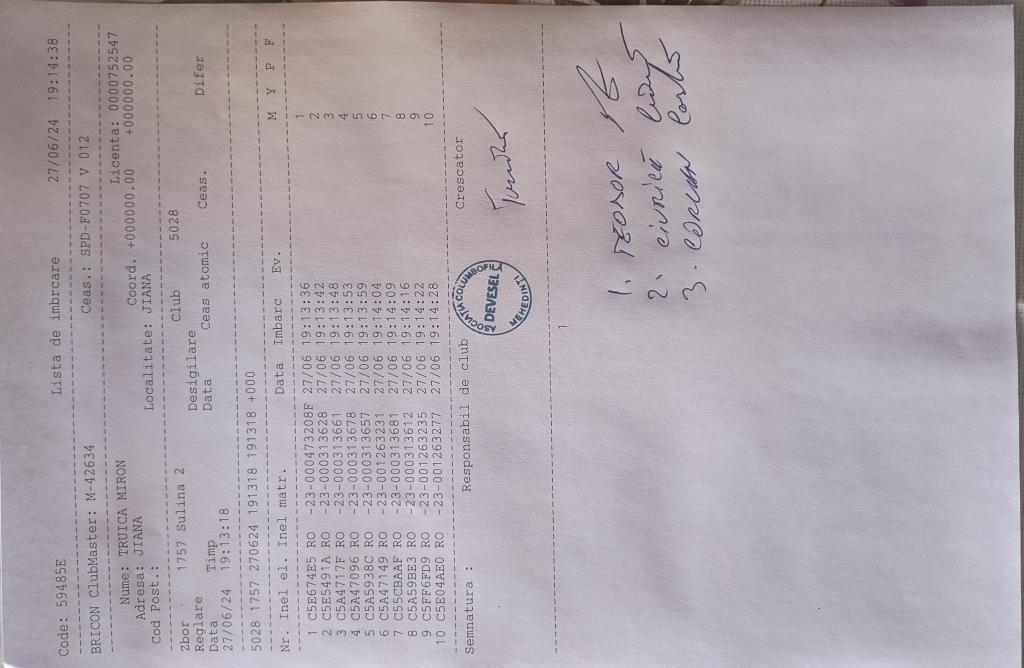 Code: 59485E Lista de imbrcare 27/06/24 19:14:38
BRICON ClubMaster: M-42634 Ceas.: SPD-F0707 V 012
Nume: TRUICA MIRON Licenta: 0000752547
Adresa: JIANA Coord. +000000.00 +000000.00
Cod Post.: Localitate: JIANA
Zbor 1757 Sulina 2 Club 5028
Reglare Desigilare
Data Timp Data Ceas atomic Ceas. Difer
27/06/24 19:13:18
5028 1757 270624 191318 191318 +000
Nr. Inel el. Inel matr. Data Imbarc Ev. M Y P F
1 C5E674E5 RO -23-000473208F 27/06 19:13:36 1
2 C5E5491A RO -23-000313628 27/06 19:13:42 2
3 C5A4717F RO -23-000313661 27/06 19:13:48 3
4 C5A47096 RO -23-000313678 27/06 19:13:53 4
5 C5A5938C RO -23-000313657 27/06 19:13:59 5
6 C5A47149 RO -23-001263231 27/06 19:14:04 6
7 C55CBAAF RO -23-000313681 27/06 19:14:09 7
8 C5A59BE3 RO -23-000313612 27/06 19:14:16 8
9 C5FF6FD9 RO -23-001263235 27/06 19:14:22 9
10 C5E04AE0 RO -23-001263277 27/06 19:14:28 10
Semnatura : Responsabil de club Crescator
ASOCIATIA COLUMBOFILA
DEVESEL
MEHEDINTI
1
1. TEODOR
2.
3.